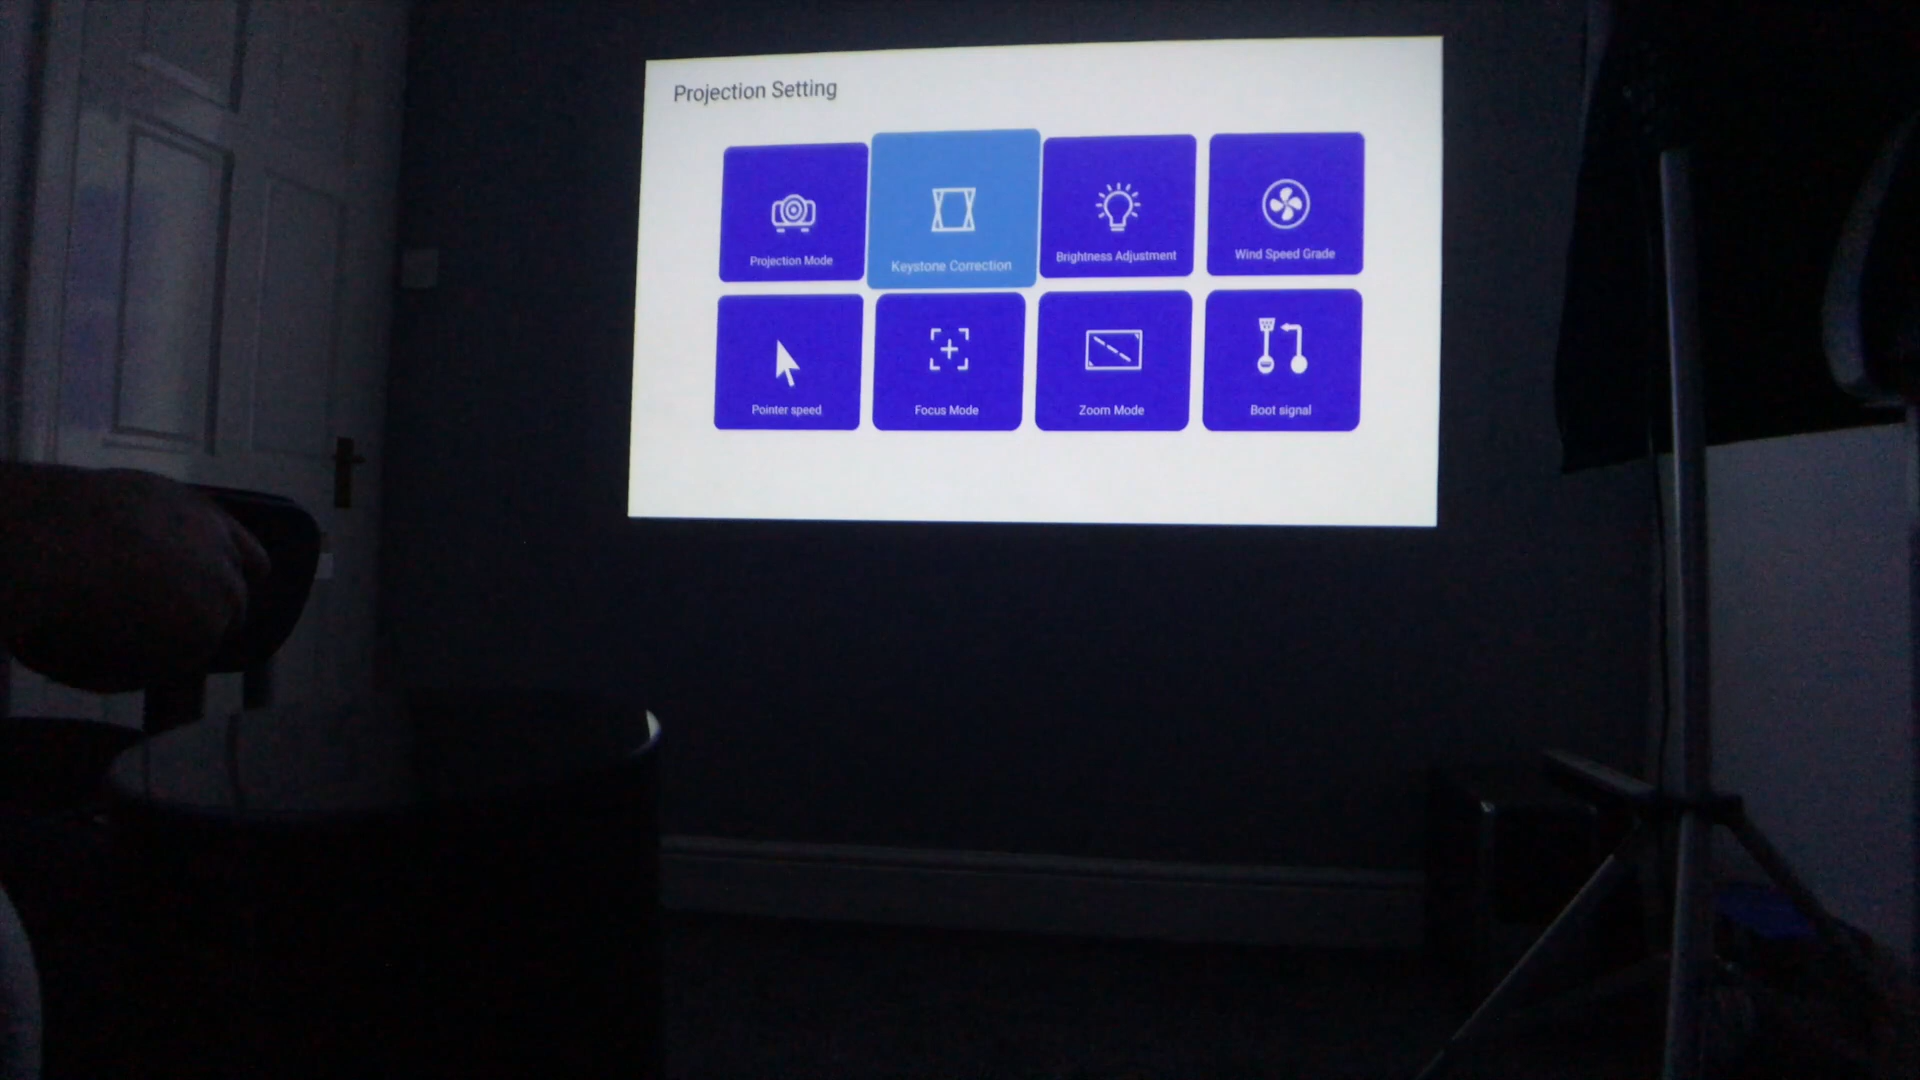 Projection Setting
Projection Mode
Keystone Correction
Brightness Adjustment
Wind Speed Grade
Pointer speed
Focus Mode
Zoom Mode
Boot signal